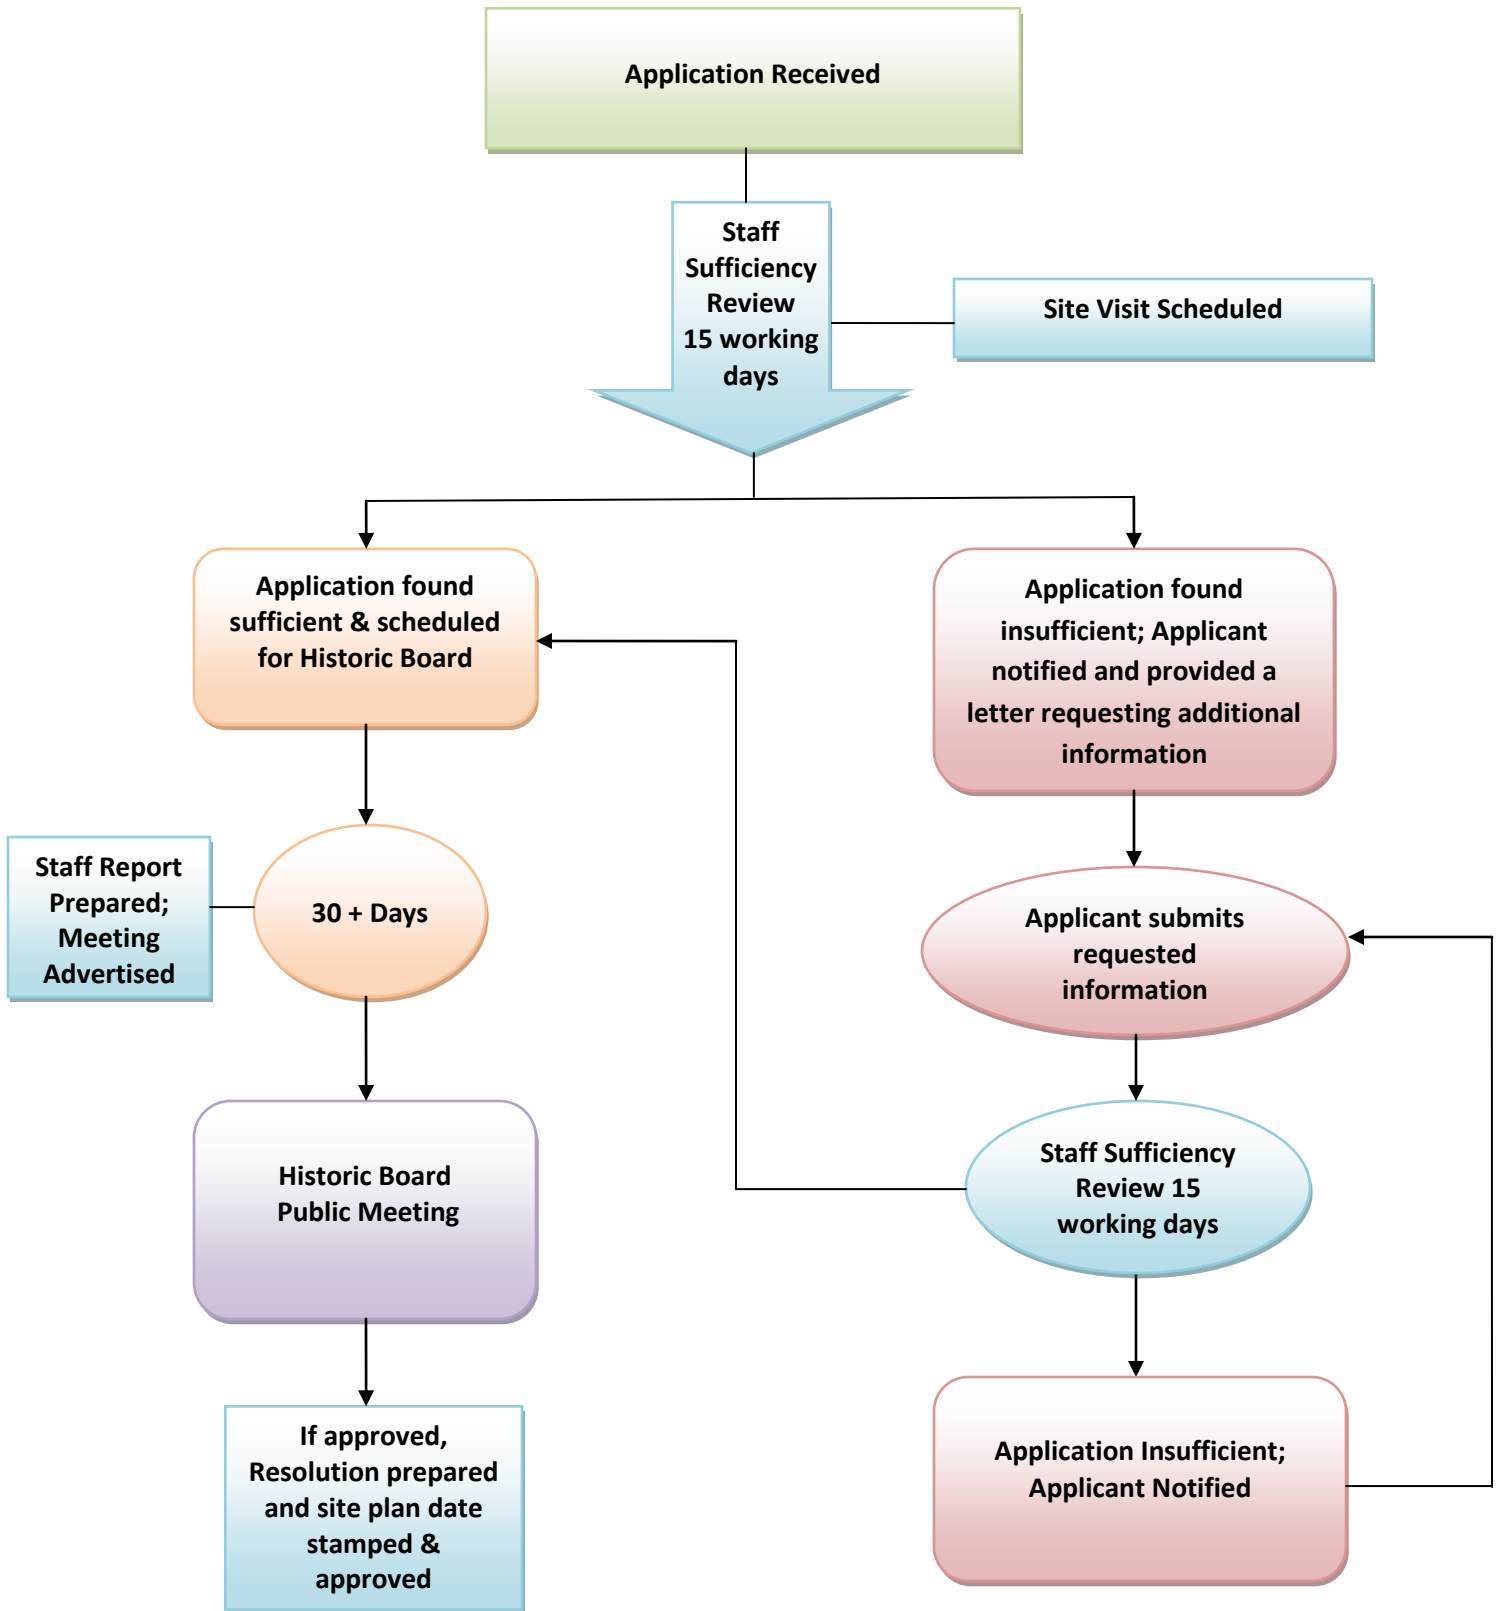 Application Received
Staff
Sufficiency
Review
15 working
days
Site Visit Scheduled
Application found
sufficient & scheduled
for Historic Board
Application found
insufficient; Applicant
notified and provided a
letter requesting additional
information
Staff Report
Prepared;
Meeting
Advertised
30 + Days
Applicant submits
requested
information
Historic Board
Public Meeting
Staff Sufficiency
Review 15
working days
If approved,
Resolution prepared
and site plan date
stamped &
approved
Application Insufficient;
Applicant Notified